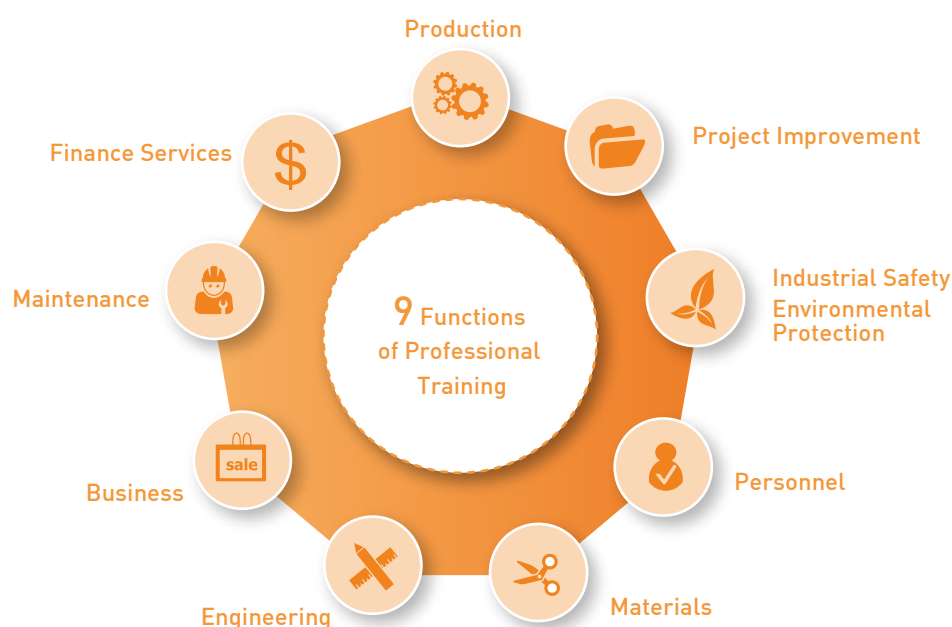 Production
Project Improvement
Finance Services
$
Industrial Safety
Environmental
Protection
Maintenance
9 Functions
of Professional
Training
sale
Business
Personnel
Engineering
Materials